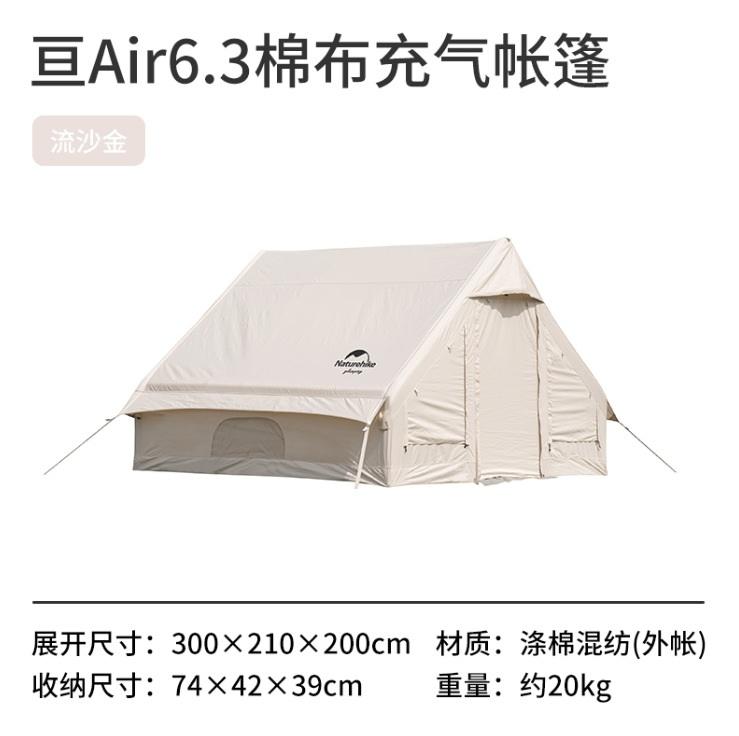 亘Air6.3棉布充气帐篷
流沙金
Naturehike
展开尺寸：300×210×200cm 材质：涤棉混纺(外帐)
收纳尺寸：74×42×39cm 重量：约20kg